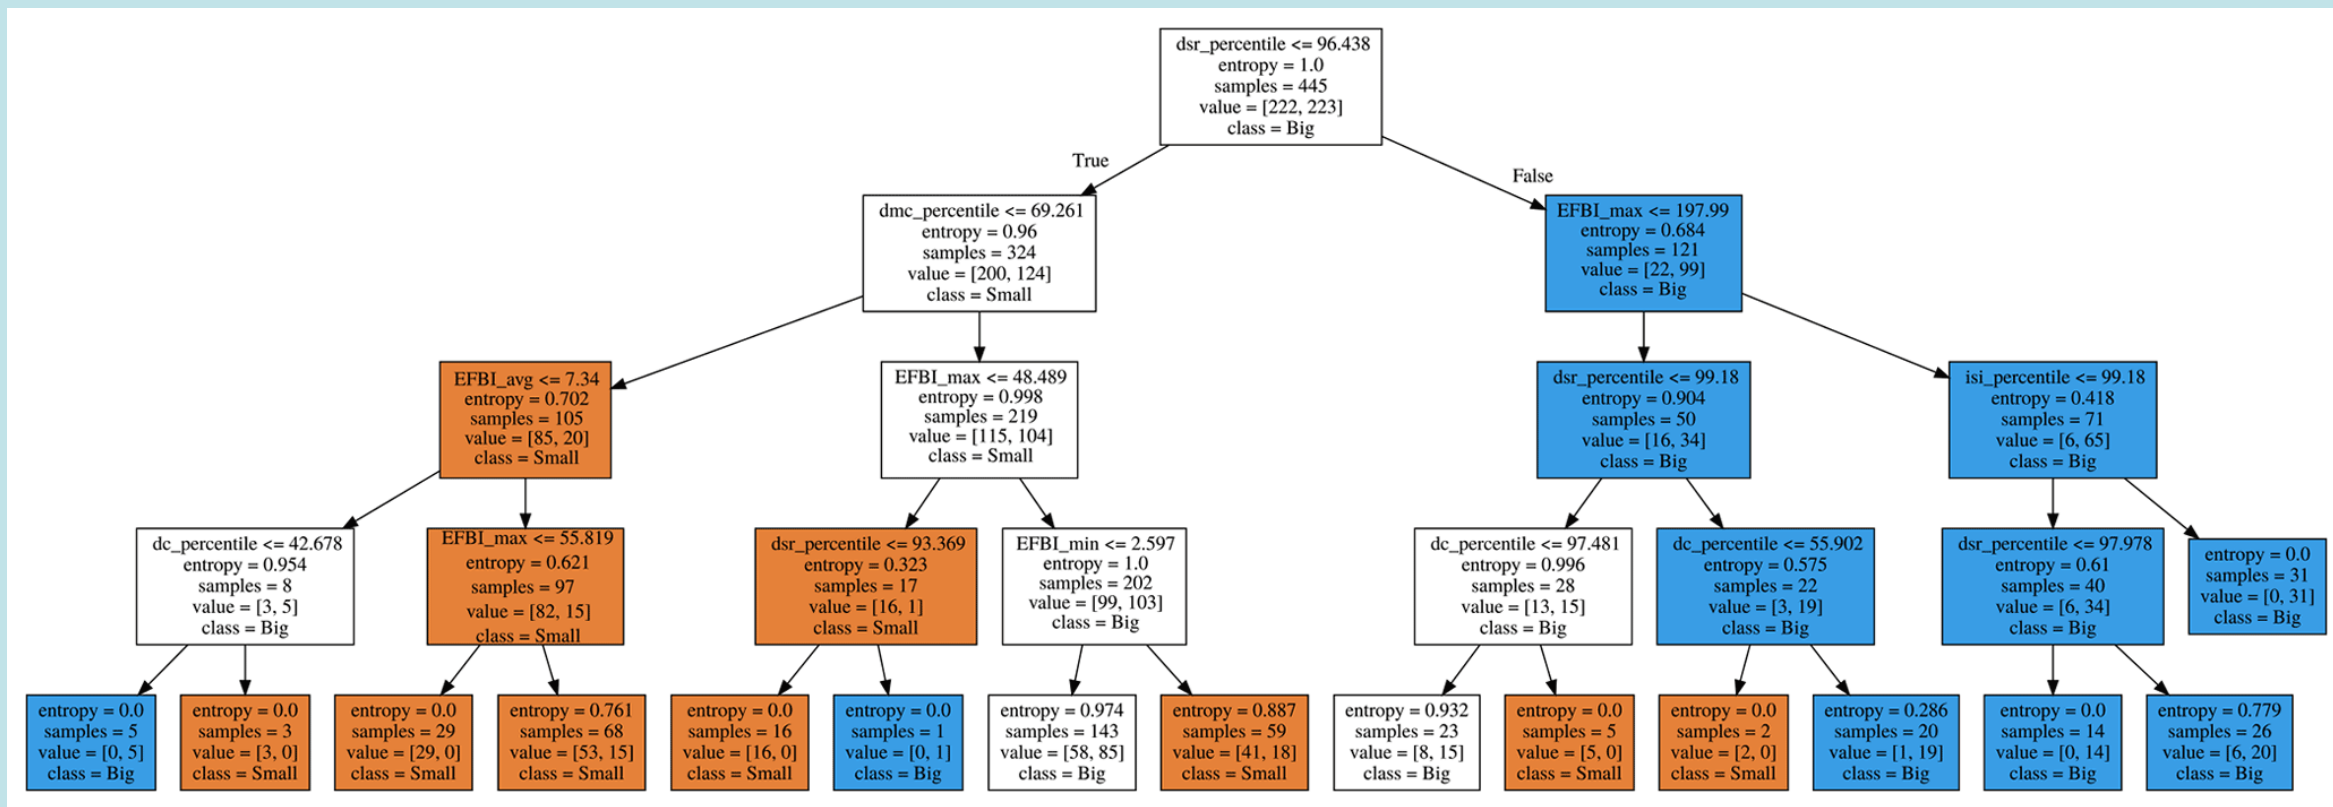 dsr_percentile <= 96.438
entropy = 1.0
samples = 445
value = [222, 223]
class = Big
True
False
dmc_percentile <= 69.261
entropy = 0.96
samples = 324
value = [200, 124]
class = Small
EFBI_max <= 197.99
entropy = 0.684
samples = 121
value = [22, 99]
class = Big
EFBI_avg <= 7.34
entropy = 0.702
samples = 105
value = [85, 20]
class = Small
EFBI_max <= 48.489
entropy = 0.998
samples = 219
value = [115, 104]
class = Small
dsr_percentile <= 99.18
entropy = 0.904
samples = 50
value = [16, 34]
class = Big
isi_percentile <= 99.18
entropy = 0.418
samples = 71
value = [6, 65]
class = Big
dc_percentile <= 42.678
entropy = 0.954
samples = 8
value = [3, 5]
class = Big
EFBI_max <= 55.819
entropy = 0.621
samples = 97
value = [82, 15]
class = Small
dsr_percentile <= 93.369
entropy = 0.323
samples = 17
value = [16, 1]
class = Small
EFBI_min <= 2.597
entropy = 1.0
samples = 202
value = [99, 103]
class = Big
dc_percentile <= 97.481
entropy = 0.996
samples = 28
value = [13, 15]
class = Big
dc_percentile <= 55.902
entropy = 0.575
samples = 22
value = [3, 19]
class = Big
dsr_percentile <= 97.978
entropy = 0.61
samples = 40
value = [6, 34]
class = Big
entropy = 0.0
samples = 31
value = [0, 31]
class = Big
entropy = 0.0
samples = 5
value = [0, 5]
class = Big
entropy = 0.0
samples = 3
value = [3, 0]
class = Small
entropy = 0.0
samples = 29
value = [29, 0]
class = Small
entropy = 0.761
samples = 68
value = [53, 15]
class = Small
entropy = 0.0
samples = 16
value = [16, 0]
class = Small
entropy = 0.0
samples = 1
value = [0, 1]
class = Big
entropy = 0.974
samples = 143
value = [58, 85]
class = Big
entropy = 0.887
samples = 59
value = [41, 18]
class = Small
entropy = 0.932
samples = 23
value = [8, 15]
class = Big
entropy = 0.0
samples = 5
value = [5, 0]
class = Small
entropy = 0.0
samples = 2
value = [2, 0]
class = Small
entropy = 0.286
samples = 20
value = [1, 19]
class = Big
entropy = 0.0
samples = 14
value = [0, 14]
class = Big
entropy = 0.779
samples = 26
value = [6, 20]
class = Big